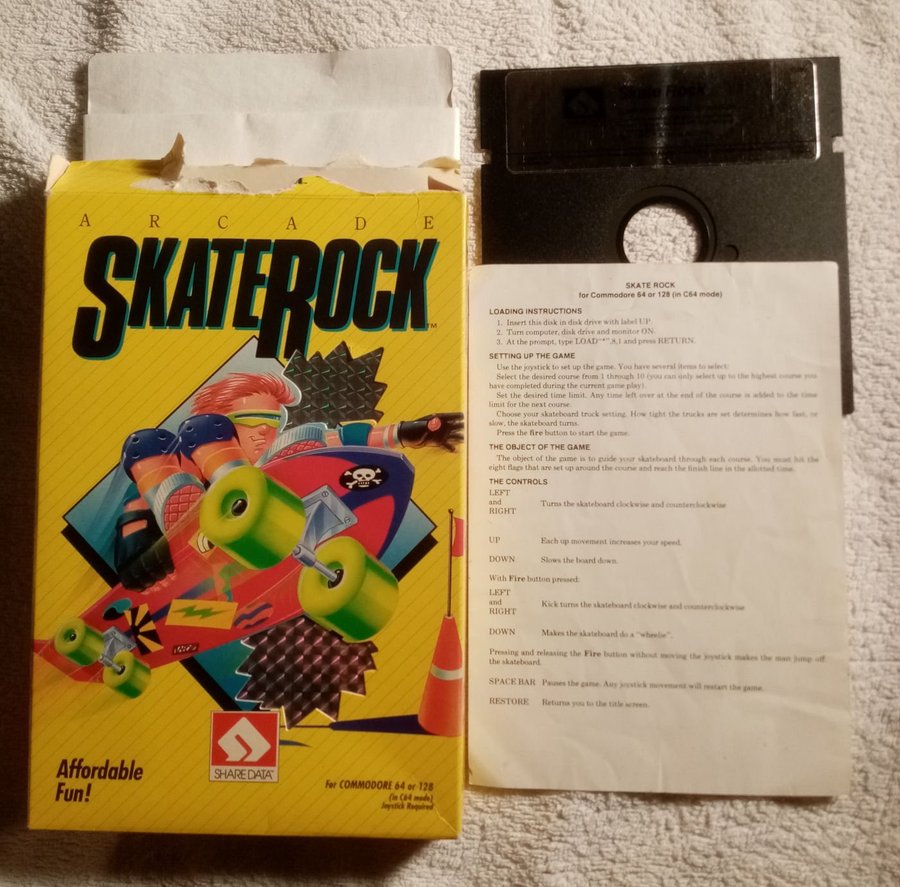 ARCADE
SKATEROCK™
SHAREDATA™
Affordable
Fun!
For COMMODORE 64 or 128
(in C64 mode)
Joystick Required
Skate Rock
SKATE ROCK
for Commodore 64 or 128 (in C64 mode)
LOADING INSTRUCTIONS
1. Insert this disk in disk drive with label UP.
2. Turn computer, disk drive and monitor ON.
3. At the prompt, type LOAD"*",8,1 and press RETURN.
SETTING UP THE GAME
Use the joystick to set up the game. You have several items to select:
Select the desired course from 1 through 10 (you can only select up to the highest course you
have completed during the current game play).
Set the desired time limit. Any time left over at the end of the course is added to the time
limit for the next course.
Choose your skateboard truck setting. How tight the trucks are set determines how fast, or
slow, the skateboard turns.
Press the fire button to start the game.
THE OBJECT OF THE GAME
The object of the game is to guide your skateboard through each course. You must hit the
eight flags that are set up around the course and reach the finish line in the allotted time.
THE CONTROLS
LEFT
and Turns the skateboard clockwise and counterclockwise
RIGHT
UP Each up movement increases your speed.
DOWN Slows the board down.
With Fire button pressed:
LEFT
and Kick turns the skateboard clockwise and counterclockwise
RIGHT
DOWN Makes the skateboard do a "wheelie".
Pressing and releasing the Fire button without moving the joystick makes the man jump off
the skateboard.
SPACE BAR Pauses the game. Any joystick movement will restart the game.
RESTORE Returns you to the title screen.